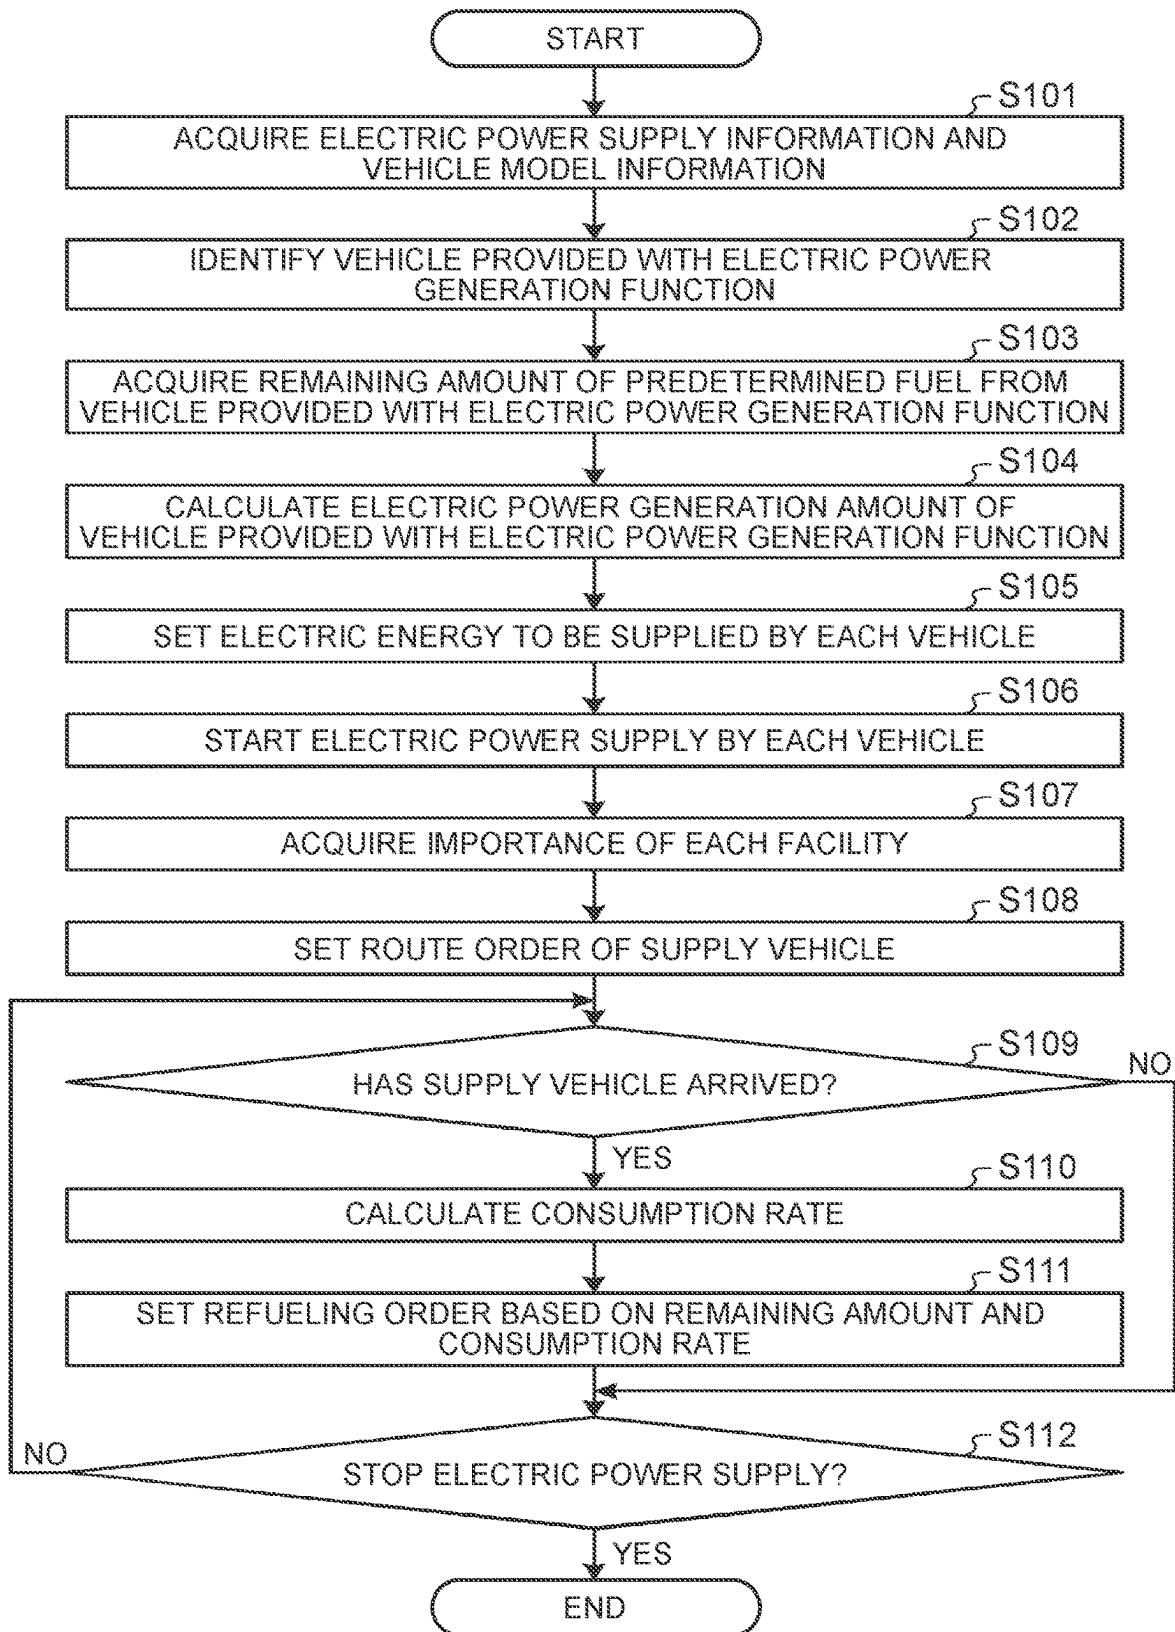 START
S101
ACQUIRE ELECTRIC POWER SUPPLY INFORMATION AND
VEHICLE MODEL INFORMATION
S102
IDENTIFY VEHICLE PROVIDED WITH ELECTRIC POWER
GENERATION FUNCTION
S103
ACQUIRE REMAINING AMOUNT OF PREDETERMINED FUEL FROM
VEHICLE PROVIDED WITH ELECTRIC POWER GENERATION FUNCTION
S104
CALCULATE ELECTRIC POWER GENERATION AMOUNT OF
VEHICLE PROVIDED WITH ELECTRIC POWER GENERATION FUNCTION
S105
SET ELECTRIC ENERGY TO BE SUPPLIED BY EACH VEHICLE
S106
START ELECTRIC POWER SUPPLY BY EACH VEHICLE
S107
ACQUIRE IMPORTANCE OF EACH FACILITY
S108
SET ROUTE ORDER OF SUPPLY VEHICLE
S109
HAS SUPPLY VEHICLE ARRIVED?
NO
YES
S110
CALCULATE CONSUMPTION RATE
S111
SET REFUELING ORDER BASED ON REMAINING AMOUNT AND
CONSUMPTION RATE
S112
NO
STOP ELECTRIC POWER SUPPLY?
YES
END